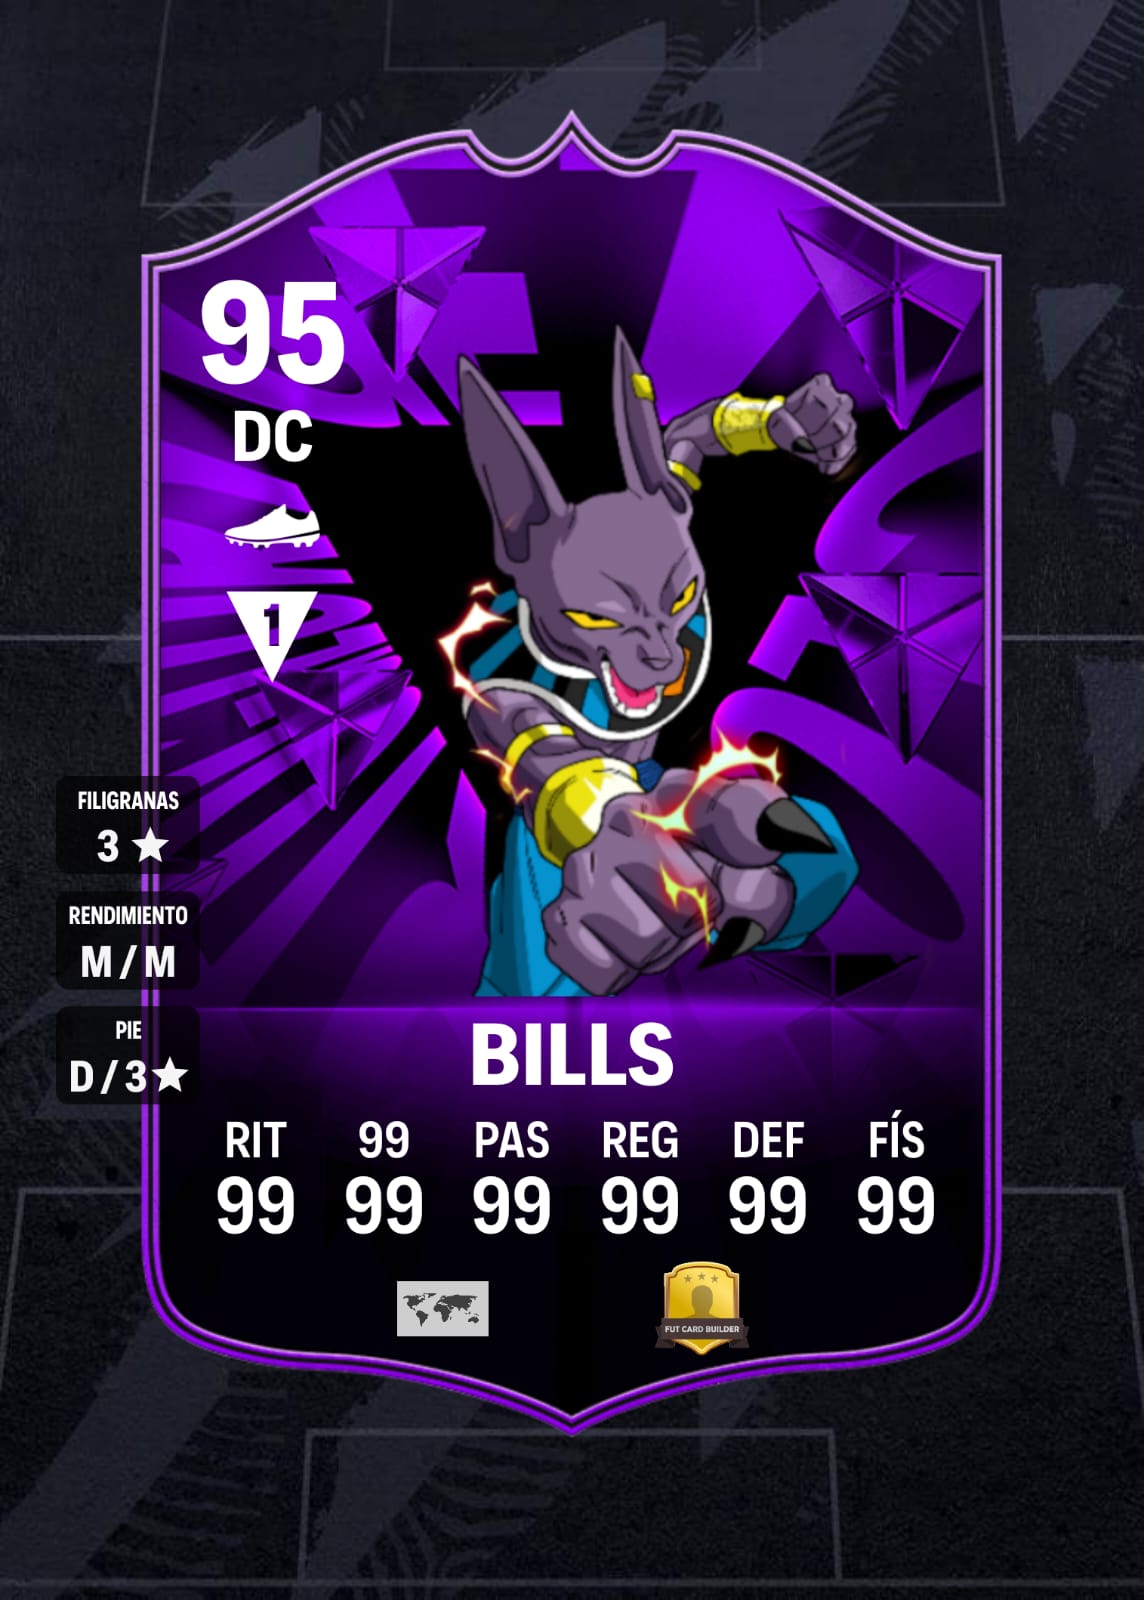 95
DC
1
FILIGRANAS
3 ★
RENDIMIENTO
M / M
PIE
D / 3★
BILLS
RIT 99 PAS REG DEF FÍS
99 99 99 99 99 99
FUT CARD BUILDER